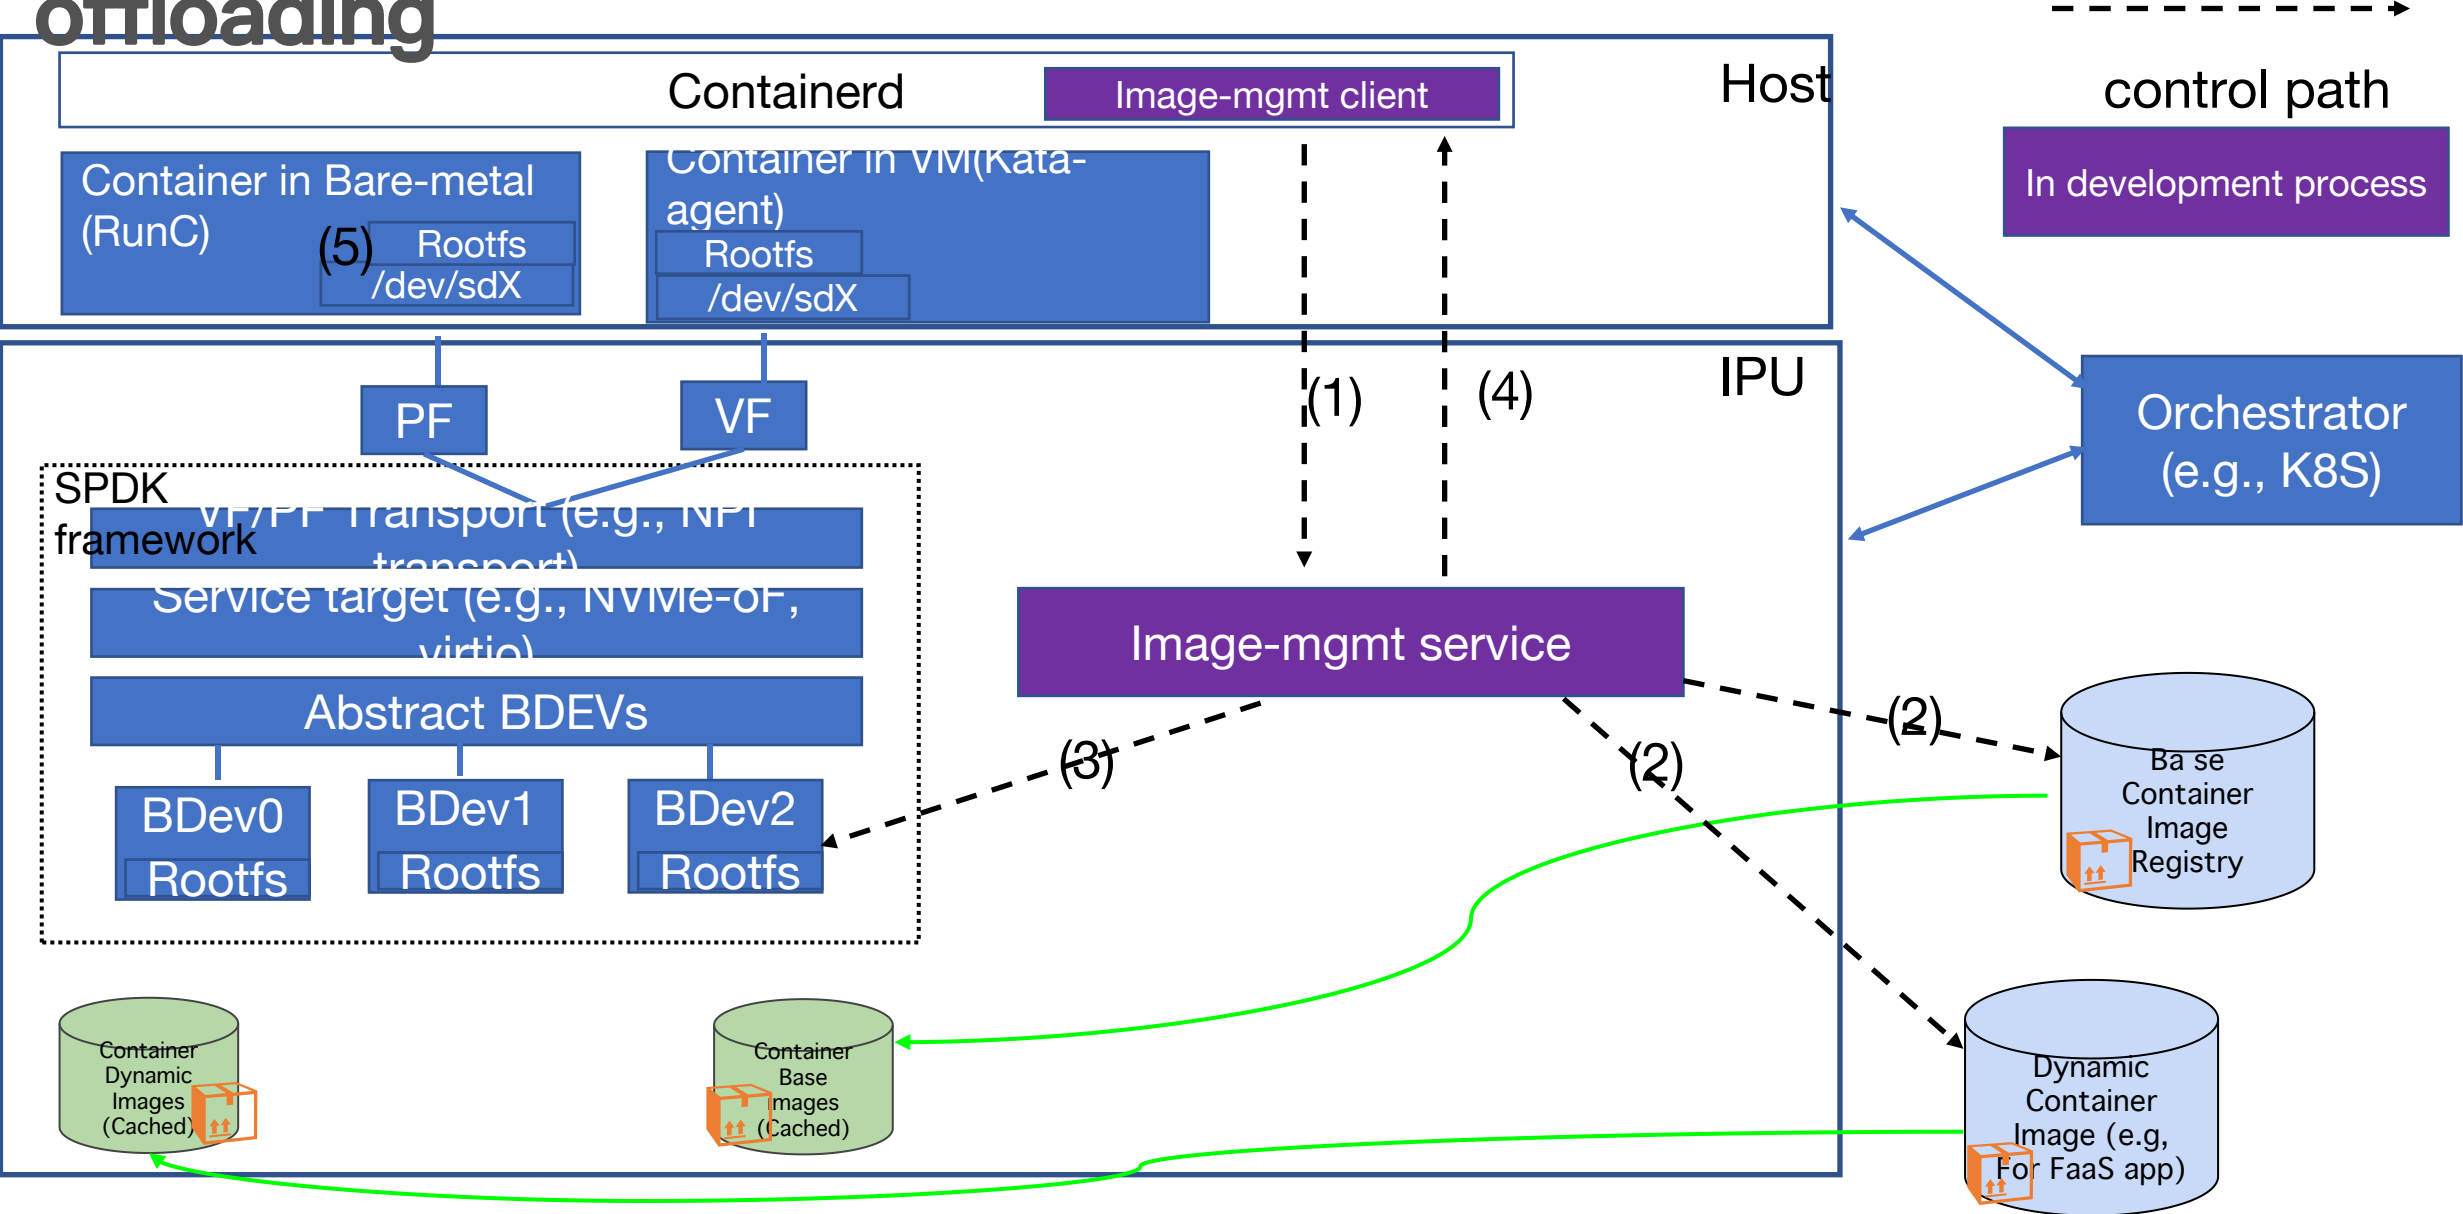 offloading
Containerd
Image-mgmt client
Host
control path
In development process
Container in Bare-metal
(RunC)
(5)
Rootfs
/dev/sdX
Container in VM(Kata-
agent)
Rootfs
/dev/sdX
IPU
PF
VF
(1)
(4)
Orchestrator
(e.g., K8S)
SPDK
framework
VF/PF Transport (e.g., NPI
transport)
Service target (e.g., NVMe-oF,
virtio)
Abstract BDEVs
Image-mgmt service
(3)
(2)
(2)
BDev0
Rootfs
BDev1
Rootfs
BDev2
Rootfs
Ba se
Container
Image
Registry
Container
Dynamic
Images
(Cached)
Container
Base
Images
(Cached)
Dynamic
Container
Image (e.g,
For FaaS app)